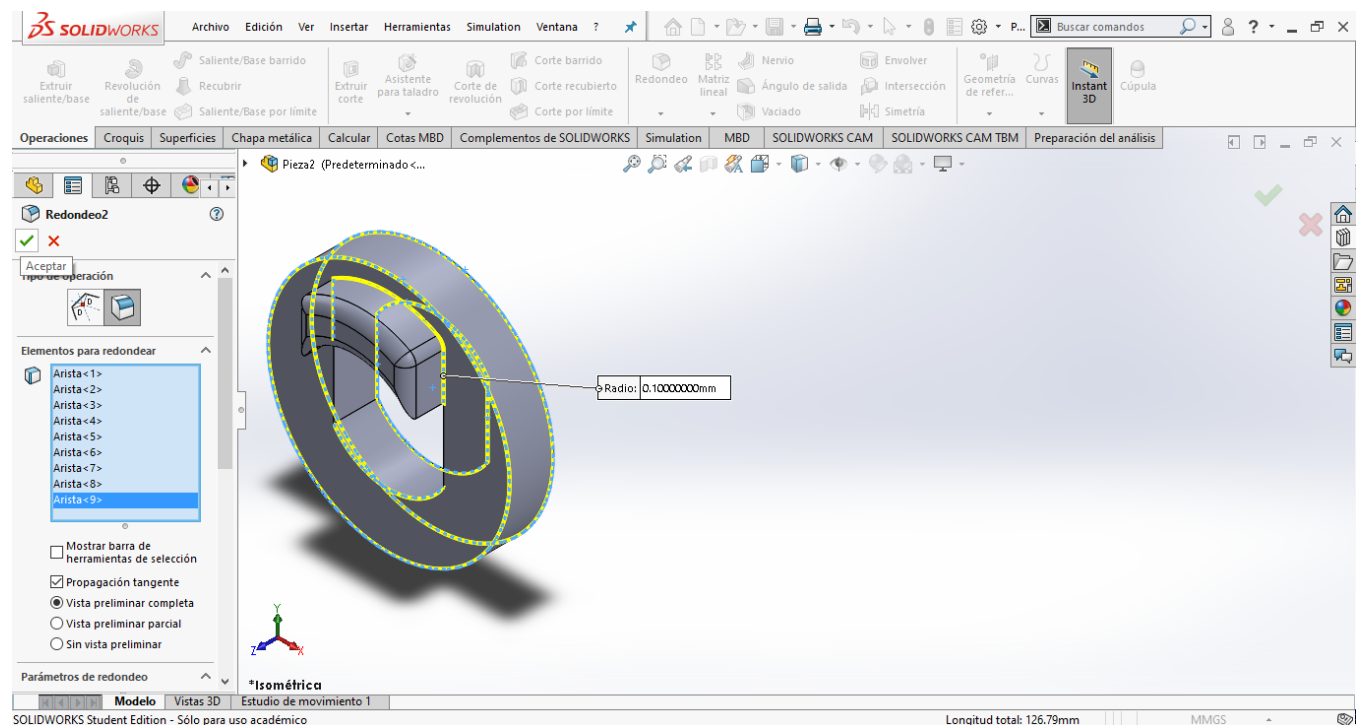 SOLIDWORKS Archivo Edición Ver Insertar Herramientas Simulation Ventana ? P... Buscar comandos ?
Extruir saliente/base
Revolución de saliente/base
Saliente/Base barrido
Recubrir
Saliente/Base por límite
Extruir corte
Asistente para taladro
Corte de revolución
Corte barrido
Corte recubierto
Corte por límite
Redondeo
Matriz lineal
Nervio
Ángulo de salida
Vaciado
Envolver
Intersección
Simetría
Geometría de refer...
Curvas
Instant 3D
Cúpula
Operaciones Croquis Superficies Chapa metálica Calcular Cotas MBD Complementos de SOLIDWORKS Simulation MBD SOLIDWORKS CAM SOLIDWORKS CAM TBM Preparación del análisis
Pieza2 (Predeterminado<...
Redondeo2
Aceptar
Tipo de operación
Elementos para redondear
Arista<1>
Arista<2>
Arista<3>
Arista<4>
Arista<5>
Arista<6>
Arista<7>
Arista<8>
Arista<9>
Mostrar barra de
herramientas de selección
Propagación tangente
Vista preliminar completa
Vista preliminar parcial
Sin vista preliminar
Parámetros de redondeo
Radio: 0.10000000mm
Y
Z X
*Isométrica
Modelo Vistas 3D Estudio de movimiento 1
SOLIDWORKS Student Edition - Sólo para uso académico Longitud total: 126.79mm MMGS